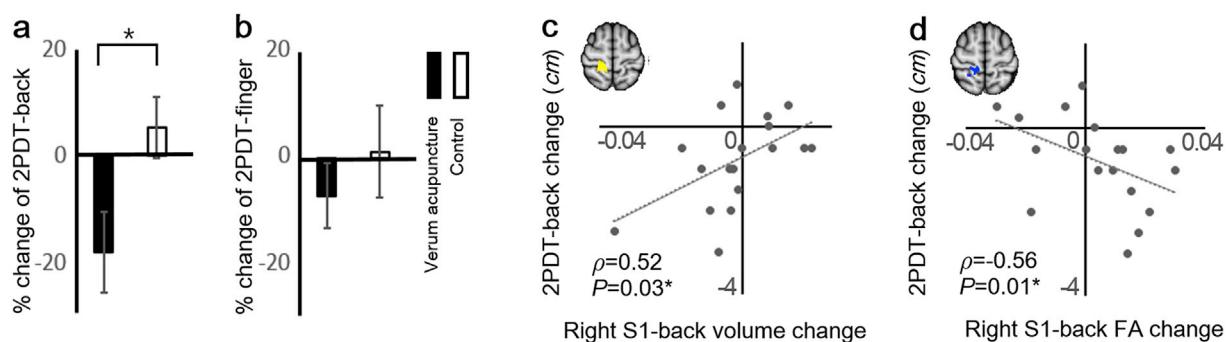 a
*
% change of 2PDT-back
20
0
-20
b
% change of 2PDT-finger
20
0
-20
Verum acupuncture
Control
c
2PDT-back change (cm)
-0.04
0
-4
ρ=0.52
P=0.03*
Right S1-back volume change
d
2PDT-back change (cm)
-0.04
0
0.04
-4
ρ=-0.56
P=0.01*
Right S1-back FA change